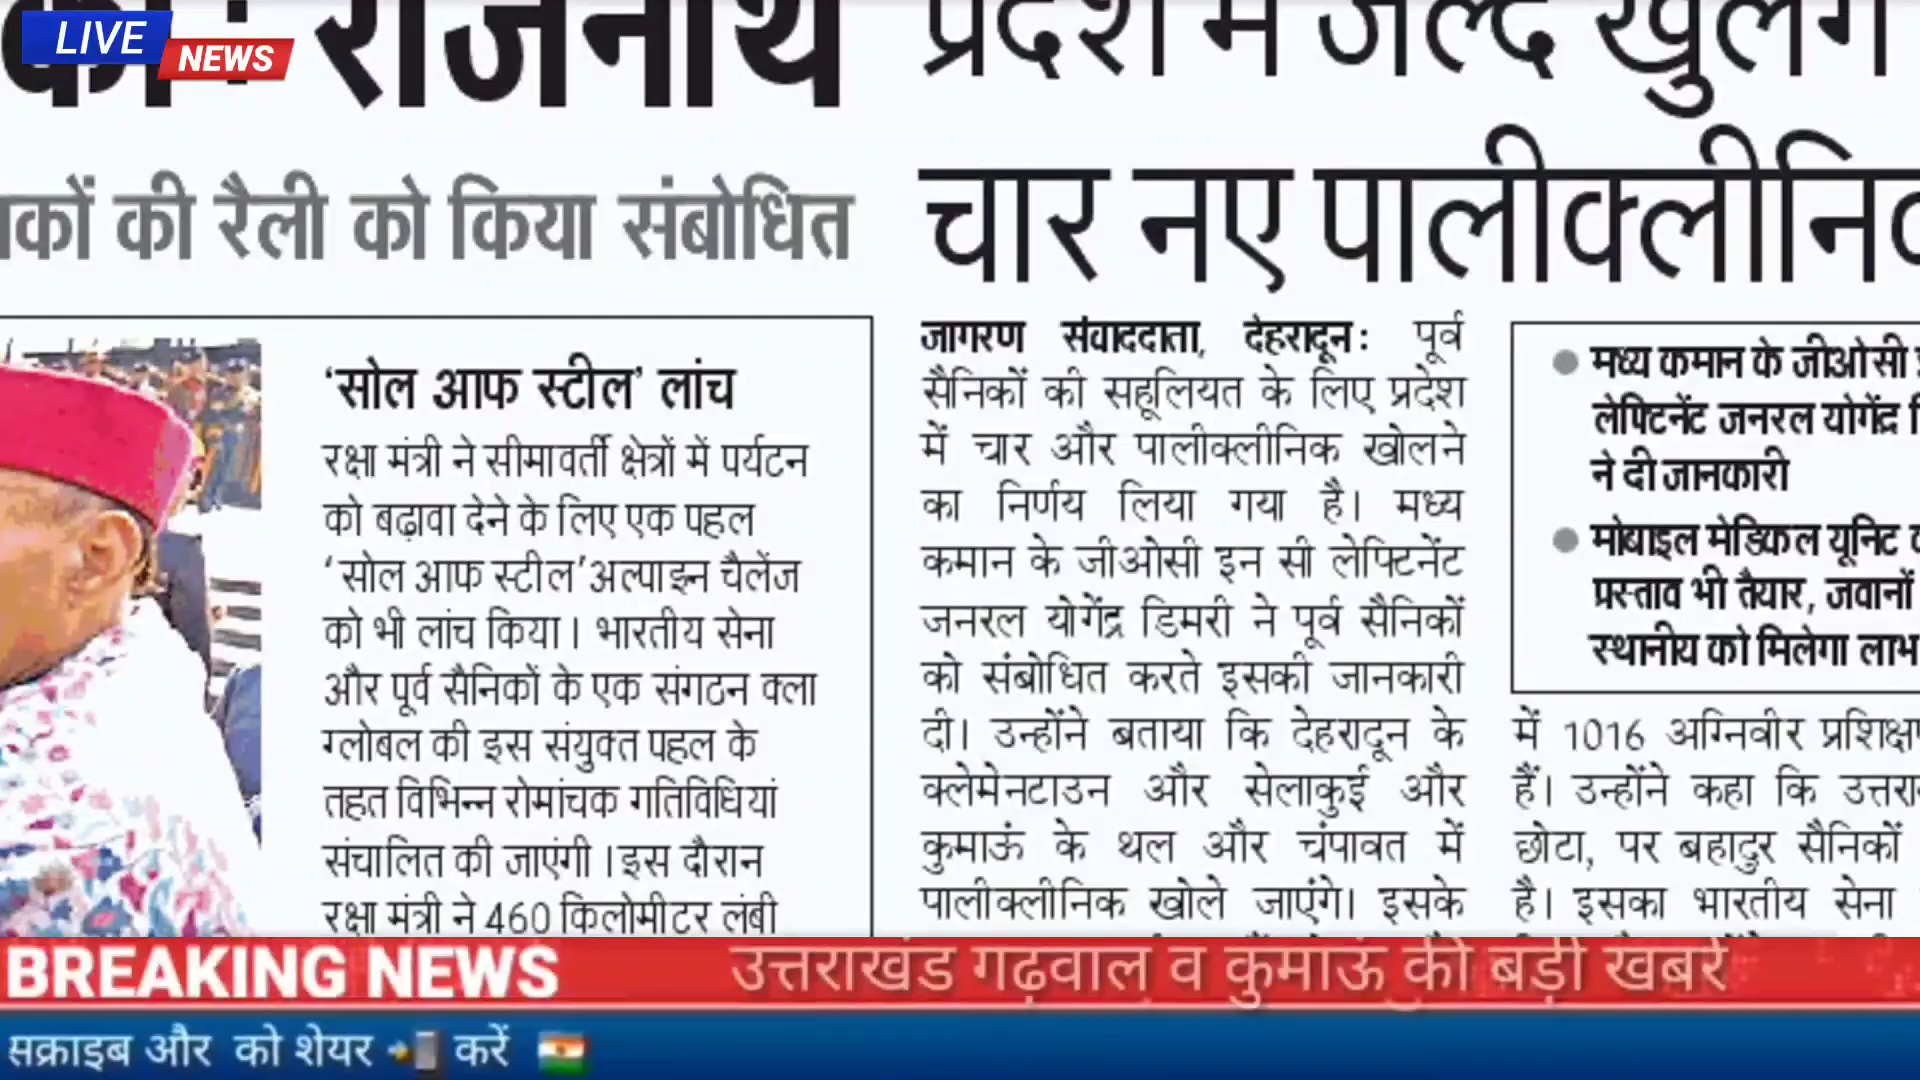 LIVE
NEWS
राजनाथ
की रैली को किया संबोधित
'सोल आफ स्टील' लांच
रक्षा मंत्री ने सीमावर्ती क्षेत्रों में पर्यटन
को बढ़ावा देने के लिए एक पहल
'सोल आफ स्टील' अल्पाइन चैलेंज
को भी लांच किया। भारतीय सेना
और पूर्व सैनिकों के एक संगठन क्ला
ग्लोबल की इस संयुक्त पहल के
तहत विभिन्न रोमांचक गतिविधियां
संचालित की जाएंगी। इस दौरान
रक्षा मंत्री ने 460 किलोमीटर लंबी
प्रदेश में जल्द खुलेंगे
चार नए पालीक्लीनिक
जागरण संवाददाता, देहरादून: पूर्व
सैनिकों की सहूलियत के लिए प्रदेश
में चार और पालीक्लीनिक खोलने
का निर्णय लिया गया है। मध्य
कमान के जीओसी इन सी लेफ्टिनेंट
जनरल योगेंद्र डिमरी ने पूर्व सैनिकों
को संबोधित करते इसकी जानकारी
दी। उन्होंने बताया कि देहरादून के
क्लेमेनटाउन और सेलाकुई और
कुमाऊं के थल और चंपावत में
पालीक्लीनिक खोले जाएंगे। इसके
मध्य कमान के जीओसी
लेफ्टिनेंट जनरल योगेंद्र
ने दी जानकारी
मोबाइल मेडिकल यूनिट
प्रस्ताव भी तैयार, जवानों
स्थानीय को मिलेगा लाभ
में 1016 अग्निवीर
हैं। उन्होंने कहा कि
छोटा, पर बहादुर सैनिकों
है। इसका भारतीय सेना
BREAKING NEWS
उत्तराखंड गढ़वाल व कुमाऊं की बड़ी खबरें
सक्राइब और को शेयर 📲 करें 🇮🇳